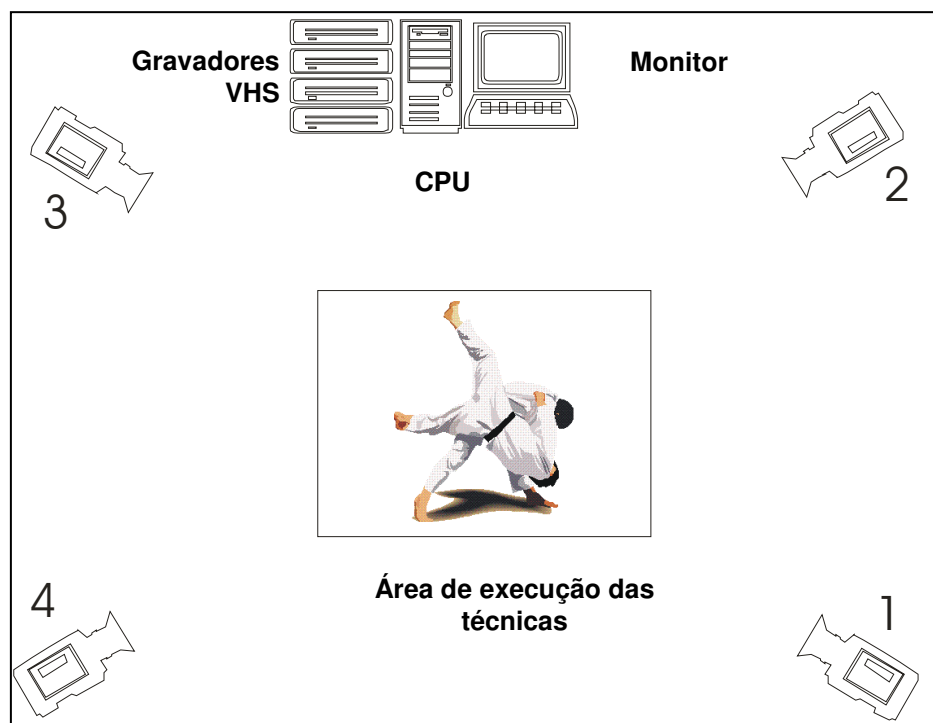 Gravadores
VHS
Monitor
CPU
3
2
4
1
Área de execução das
técnicas